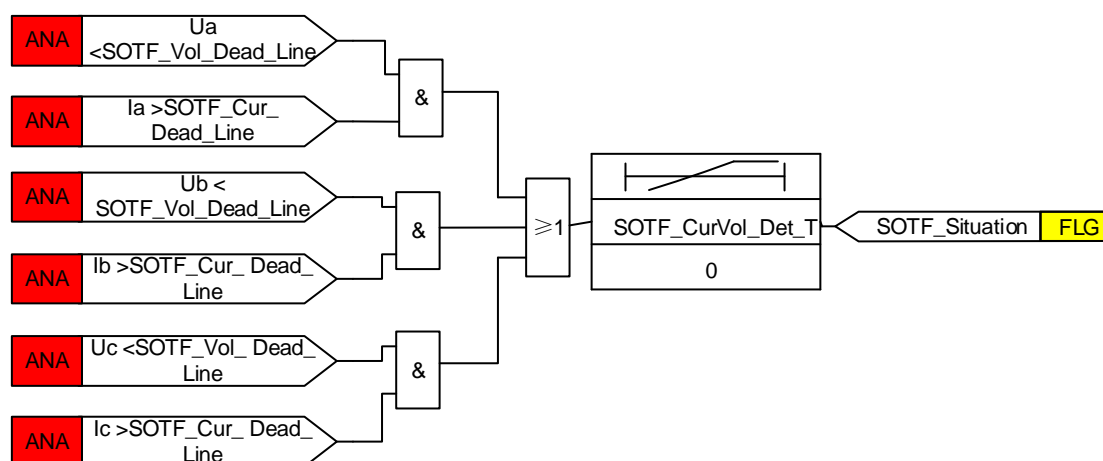 ANA
Ua
<SOTF_Vol_Dead_Line
ANA
Ia >SOTF_Cur_
Dead_Line
&
ANA
Ub <
SOTF_Vol_Dead_Line
ANA
Ib >SOTF_Cur_ Dead_
Line
&
ANA
Uc <SOTF_Vol_ Dead_
Line
ANA
Ic >SOTF_Cur_ Dead_
Line
&
≥1
SOTF_CurVol_Det_T
0
SOTF_Situation
FLG